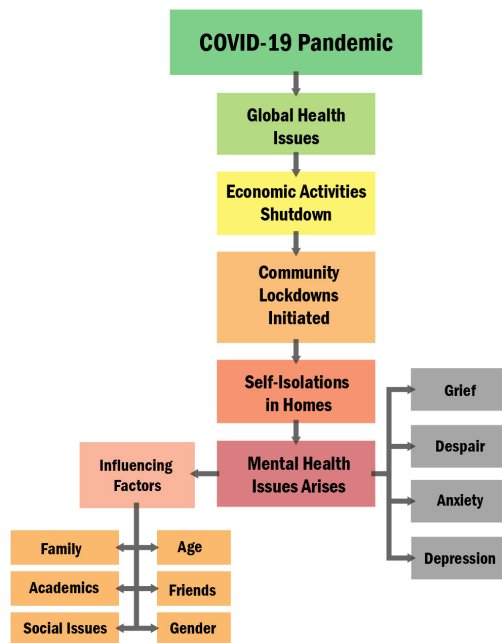 COVID-19 Pandemic
Global Health
Issues
Economic Activities
Shutdown
Community
Lockdowns
Initiated
Self-Isolations
in Homes
Mental Health
Issues Arises
Grief
Despair
Anxiety
Depression
Influencing
Factors
Family
Age
Academics
Friends
Social Issues
Gender